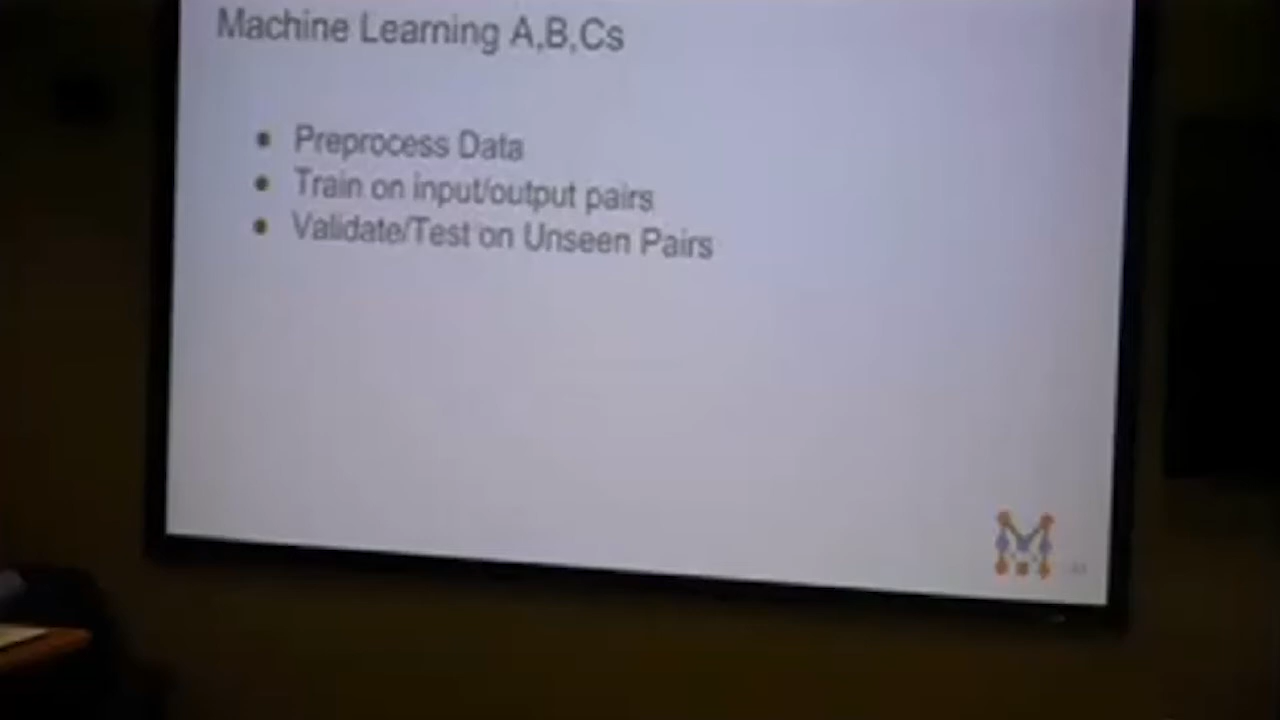 Machine Learning A,B,Cs
● Preprocess Data
● Train on input/output pairs
● Validate/Test on Unseen Pairs